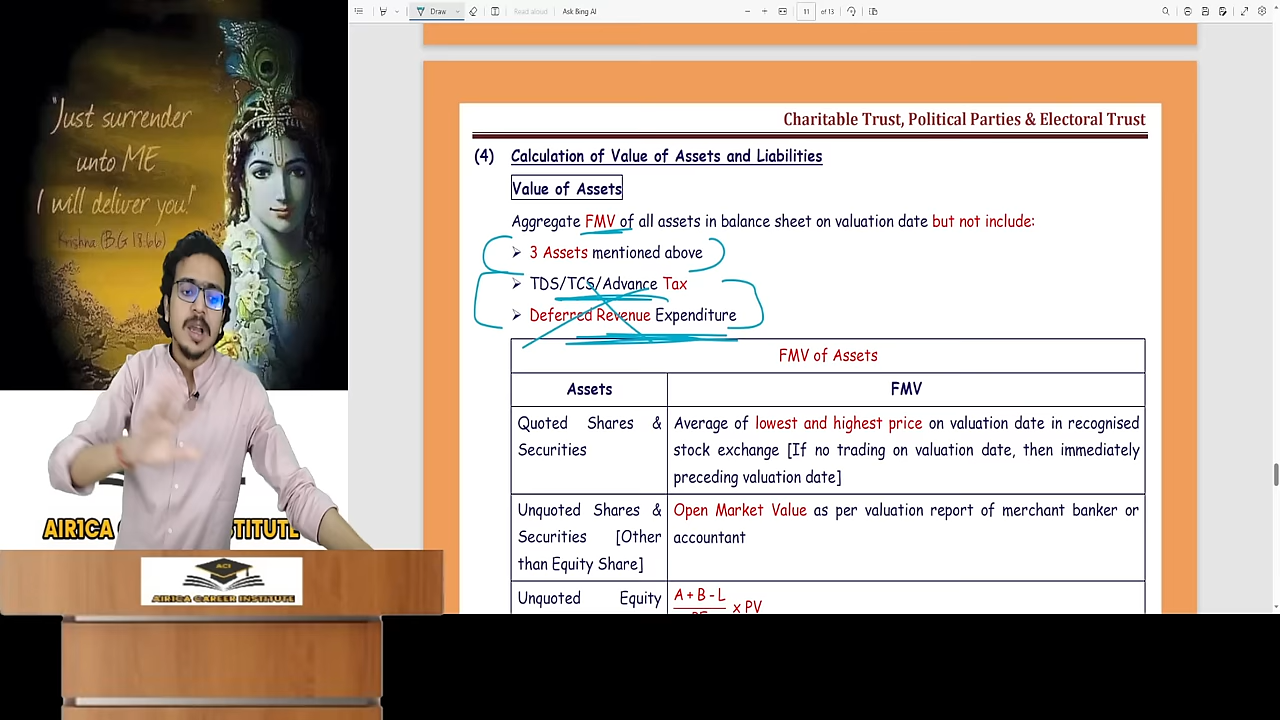 "Just surrender
unto ME
I will deliver you!"
Krishna (B.G 18:66)
AIRICA
ACI
AIRICA CAREER INSTITUTE
Draw
Read aloud
Ask Bing AI
11
of 13
Charitable Trust, Political Parties & Electoral Trust
(4) Calculation of Value of Assets and Liabilities
Value of Assets
Aggregate FMV of all assets in balance sheet on valuation date but not include:
➢ 3 Assets mentioned above
➢ TDS/TCS/Advance Tax
➢ Deferred Revenue Expenditure
FMV of Assets
Assets
FMV
Quoted Shares &
Securities
Average of lowest and highest price on valuation date in recognised
stock exchange [If no trading on valuation date, then immediately
preceding valuation date]
Unquoted Shares &
Securities [Other
than Equity Share]
Open Market Value as per valuation report of merchant banker or
accountant
Unquoted Equity
A + B - L
x PV